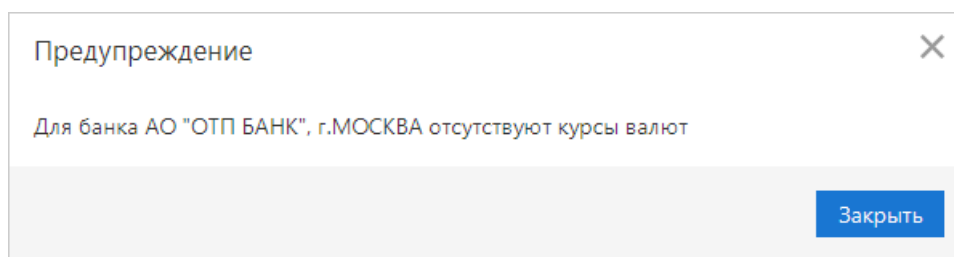 Предупреждение
Для банка АО "ОТП БАНК", г.МОСКВА отсутствуют курсы валют
Закрыть